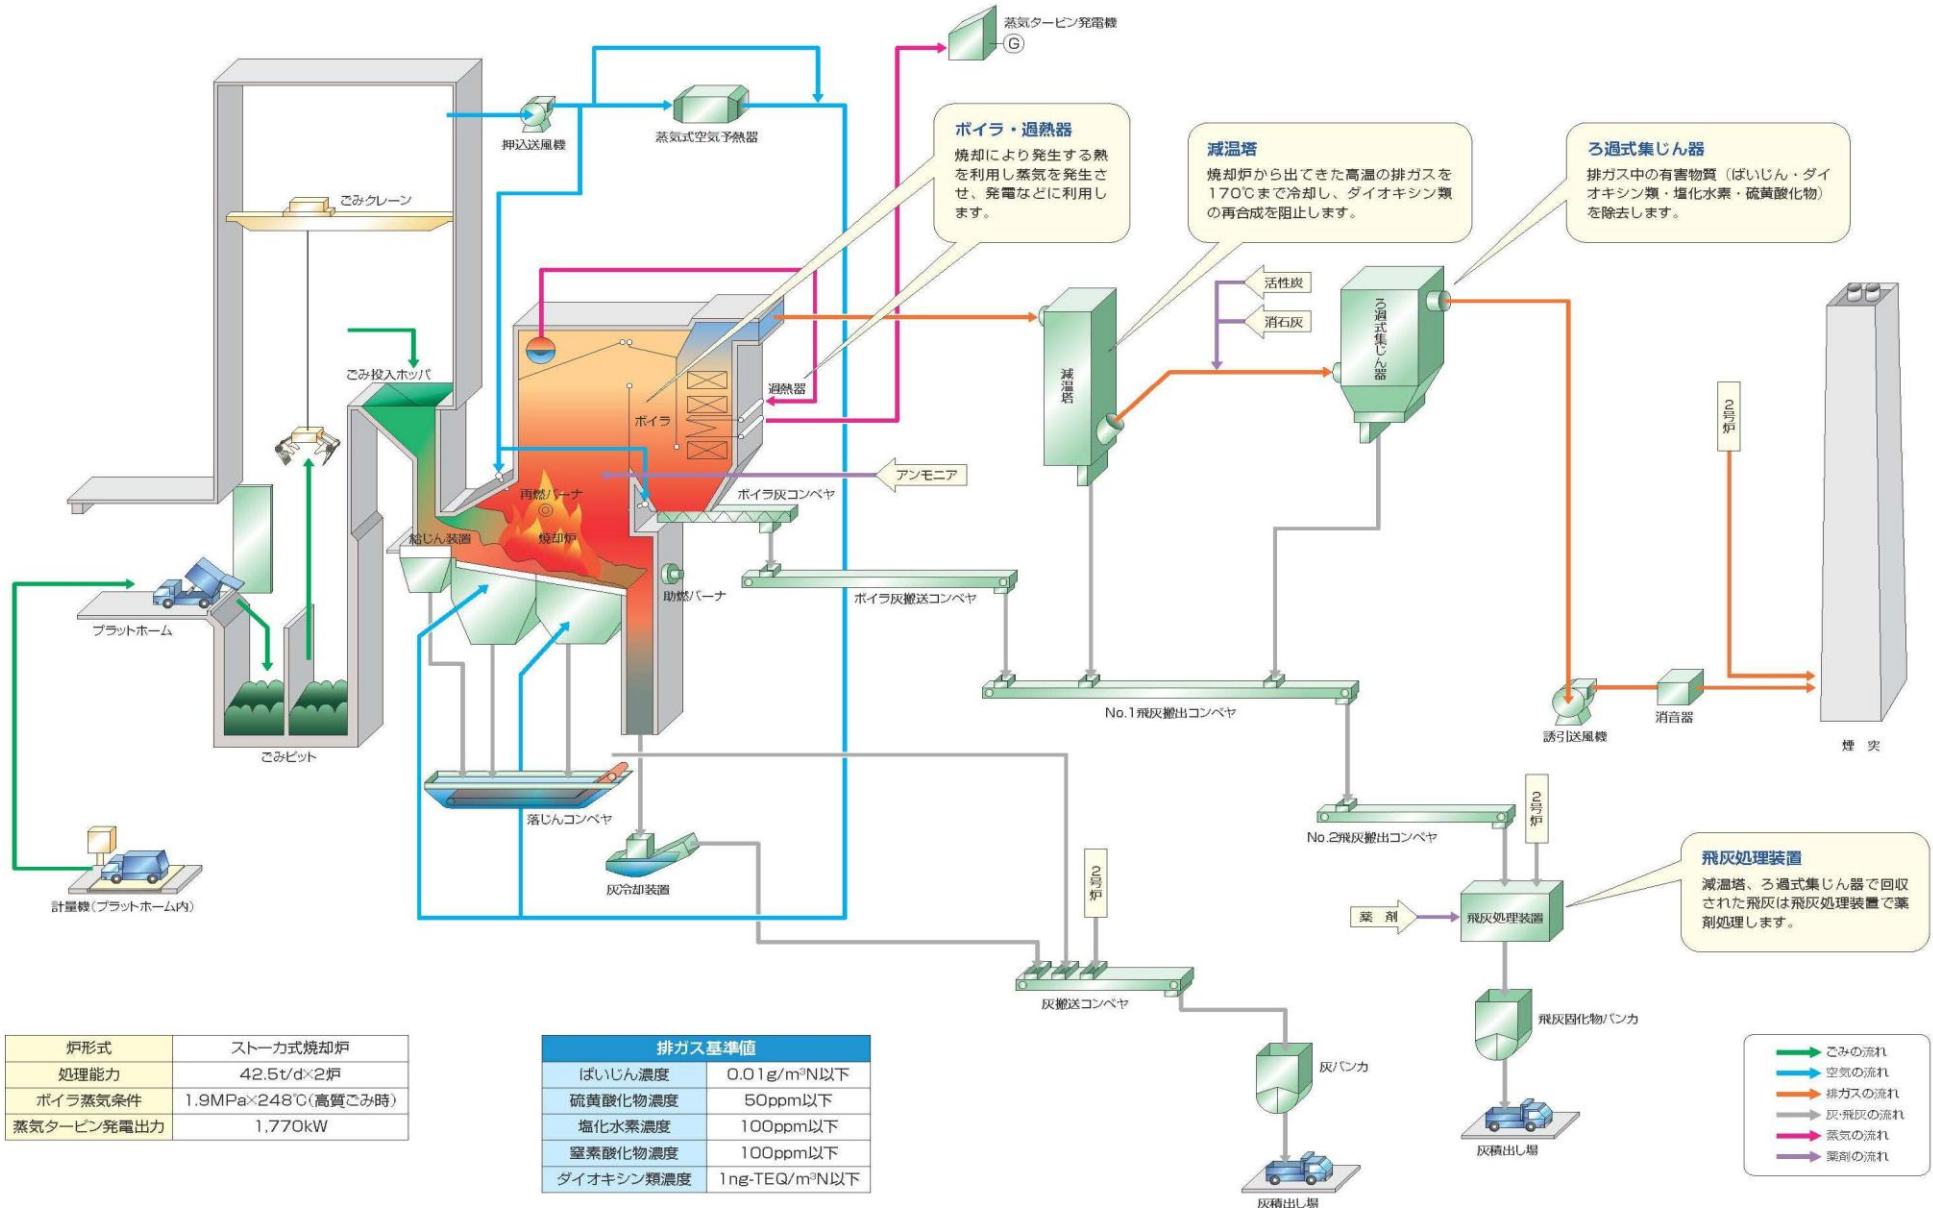 蒸気タービン発電機
G
押込送風機
蒸気式空気予熱器
ボイラ・過熱器
焼却により発生する熱
を利用し蒸気を発生さ
せ、発電などに利用し
ます。
減温塔
焼却炉から出てきた高温の排ガスを
170℃まで冷却し、ダイオキシン類
の再合成を阻止します。
ろ過式集じん器
排ガス中の有害物質（ばいじん・ダイ
オキシン類・塩化水素・硫黄酸化物）
を除去します。
ごみクレーン
ごみ投入ホッパ
活性炭
消石灰
減温塔
ろ過式集じん器
過熱器
ボイラ
アンモニア
2号炉
ボイラ灰コンベヤ
再燃バーナ
給じん装置
焼却炉
助燃バーナ
ボイラ灰搬送コンベヤ
プラットホーム
ごみピット
No.1飛灰搬出コンベヤ
誘引送風機
消音器
煙突
落じんコンベヤ
No.2飛灰搬出コンベヤ
2号炉
灰冷却装置
計量機（プラットホーム内）
2号炉
薬剤
飛灰処理装置
飛灰処理装置
減温塔、ろ過式集じん器で回収
された飛灰は飛灰処理装置で薬
剤処理します。
灰搬送コンベヤ
飛灰固化物バンカ
灰バンカ
灰積出し場
灰積出し場
炉形式 ストーカ式焼却炉
処理能力 42.5t/d×2炉
ボイラ蒸気条件 1.9MPa×248℃（高質ごみ時）
蒸気タービン発電出力 1,770kW
排ガス基準値
ばいじん濃度 0.01g/m³N以下
硫黄酸化物濃度 50ppm以下
塩化水素濃度 100ppm以下
窒素酸化物濃度 100ppm以下
ダイオキシン類濃度 1ng-TEQ/m³N以下
ごみの流れ
空気の流れ
排ガスの流れ
灰・飛灰の流れ
蒸気の流れ
薬剤の流れ